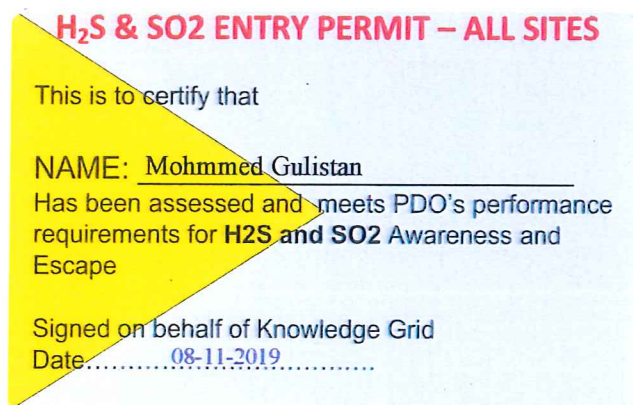 H₂S & SO2 ENTRY PERMIT – ALL SITES
This is to certify that
NAME: Mohmmed Gulistan
Has been assessed and meets PDO's performance
requirements for H2S and SO2 Awareness and
Escape
Signed on behalf of Knowledge Grid
Date......08-11-2019......